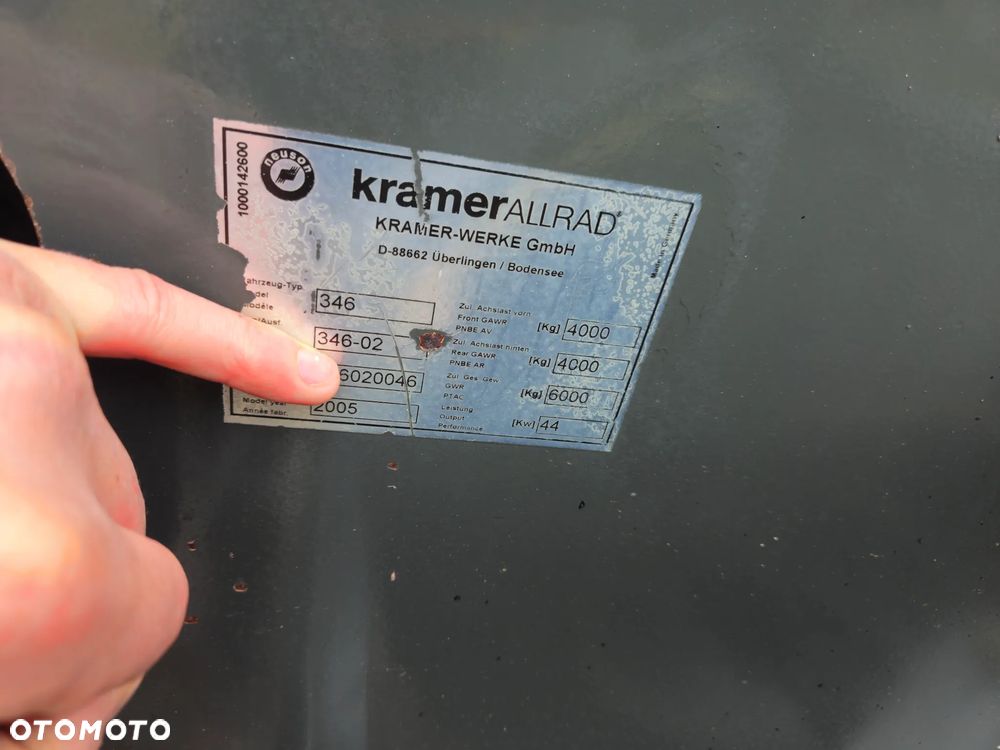 1000142600
neuson
kramerALLRAD
KRAMER-WERKE GmbH
D-88662 Überlingen / Bodensee
Made in Germany
346
346-02
6020046
Model year
Année fabr.
2005
Zul. Achslast vorn
Front GAWR
PNBE AV
[Kg] 4000
Zul. Achslast hinten
Rear GAWR
PNBE AR
[Kg] 4000
Zul. Ges. Gew
GWR
PTAC
[Kg] 6000
Leistung
Output
Performance
[Kw] 44
OTOMOTO